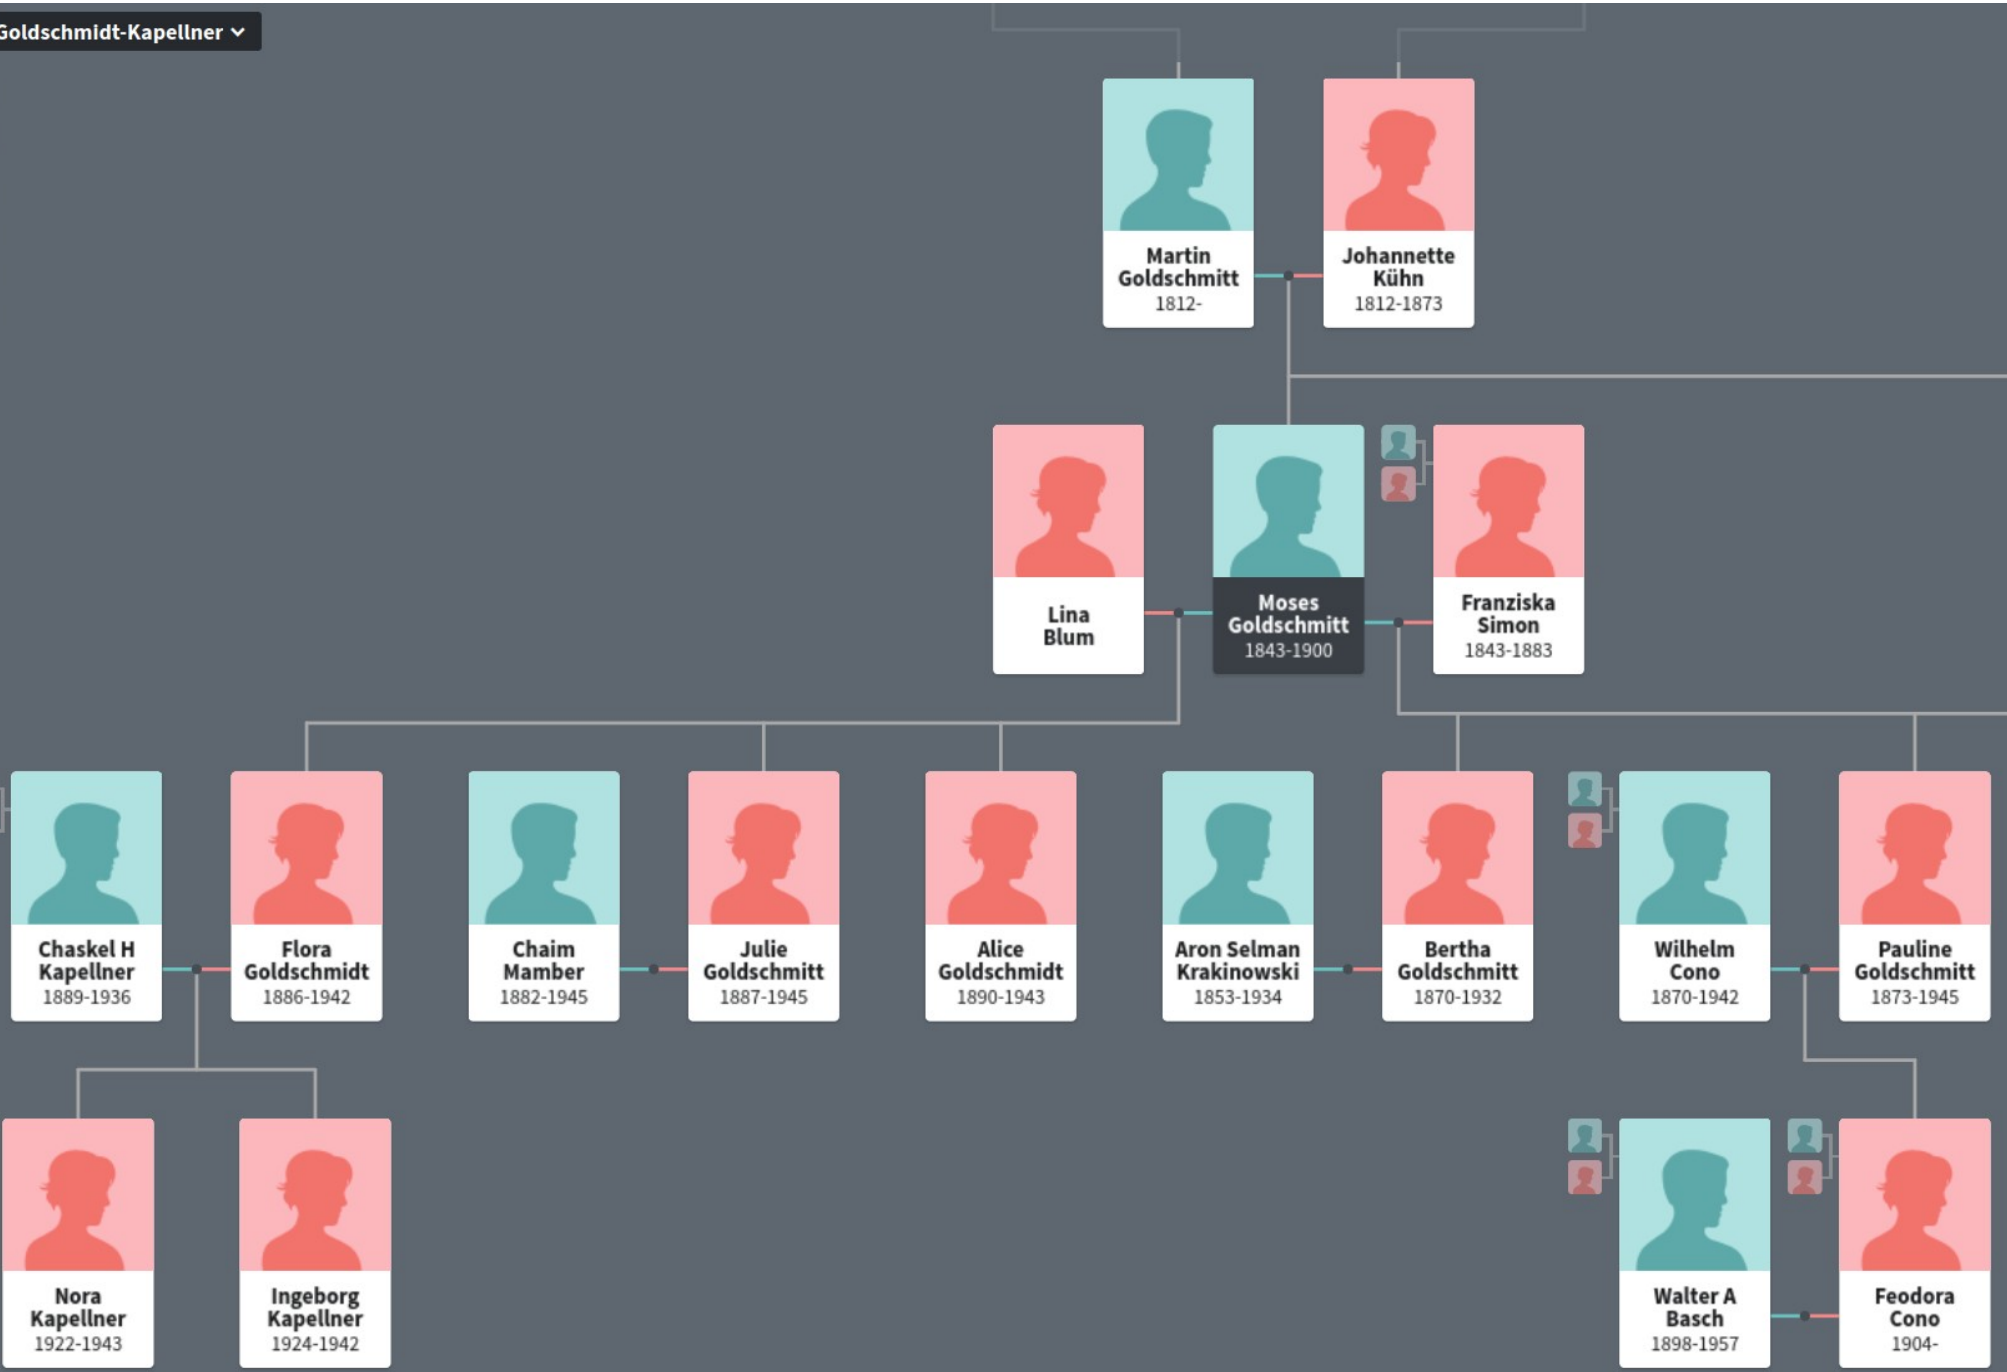 Goldschmidt-Kapellner
Martin
Goldschmitt
1812-
Johannette
Kühn
1812-1873
Lina
Blum
Moses
Goldschmitt
1843-1900
Franziska
Simon
1843-1883
Chaskel H
Kapellner
1889-1936
Flora
Goldschmidt
1886-1942
Chaim
Mamber
1882-1945
Julie
Goldschmitt
1887-1945
Alice
Goldschmidt
1890-1943
Aron Selman
Krakinowski
1853-1934
Bertha
Goldschmitt
1870-1932
Wilhelm
Cono
1870-1942
Pauline
Goldschmitt
1873-1945
Nora
Kapellner
1922-1943
Ingeborg
Kapellner
1924-1942
Walter A
Basch
1898-1957
Feodora
Cono
1904-